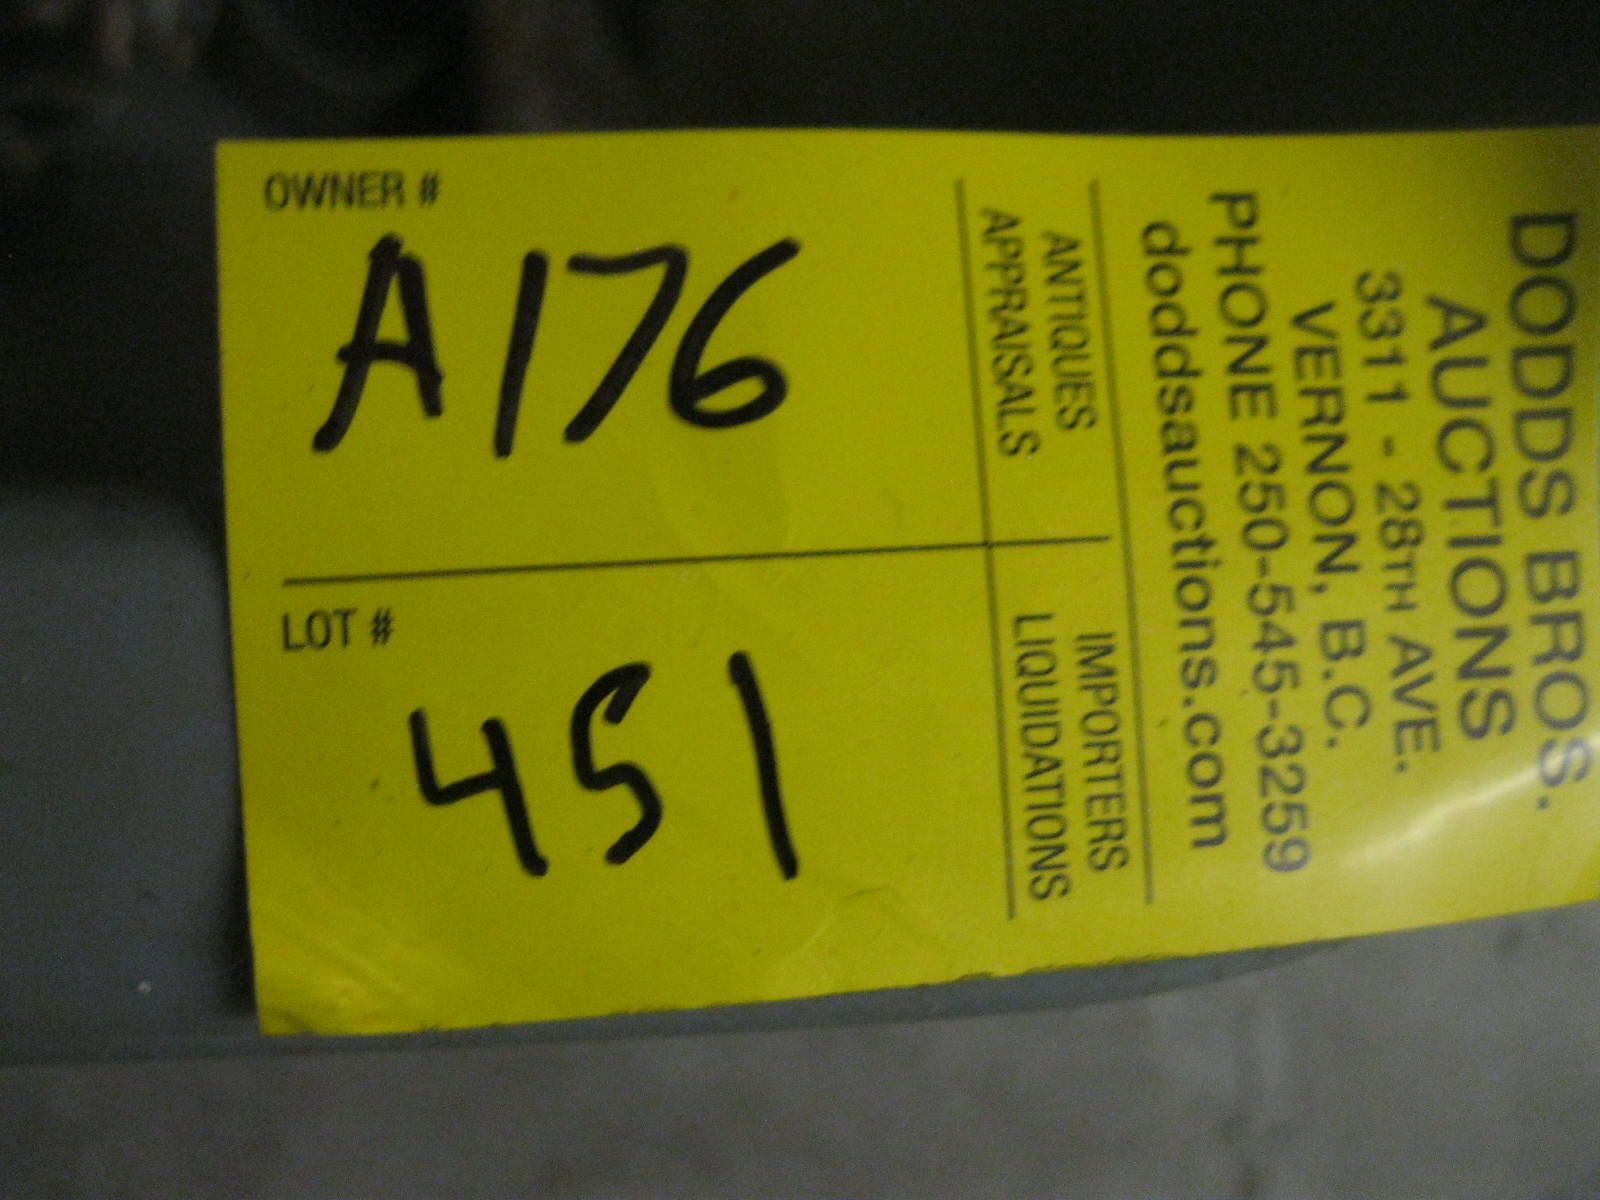 DODDS BROS.
AUCTIONS
3311 - 28TH AVE.
VERNON, B.C.
PHONE 250-545-3259
doddsauctions.com
ANTIQUES
APPRAISALS
IMPORTERS
LIQUIDATIONS
OWNER #
A176
LOT #
451